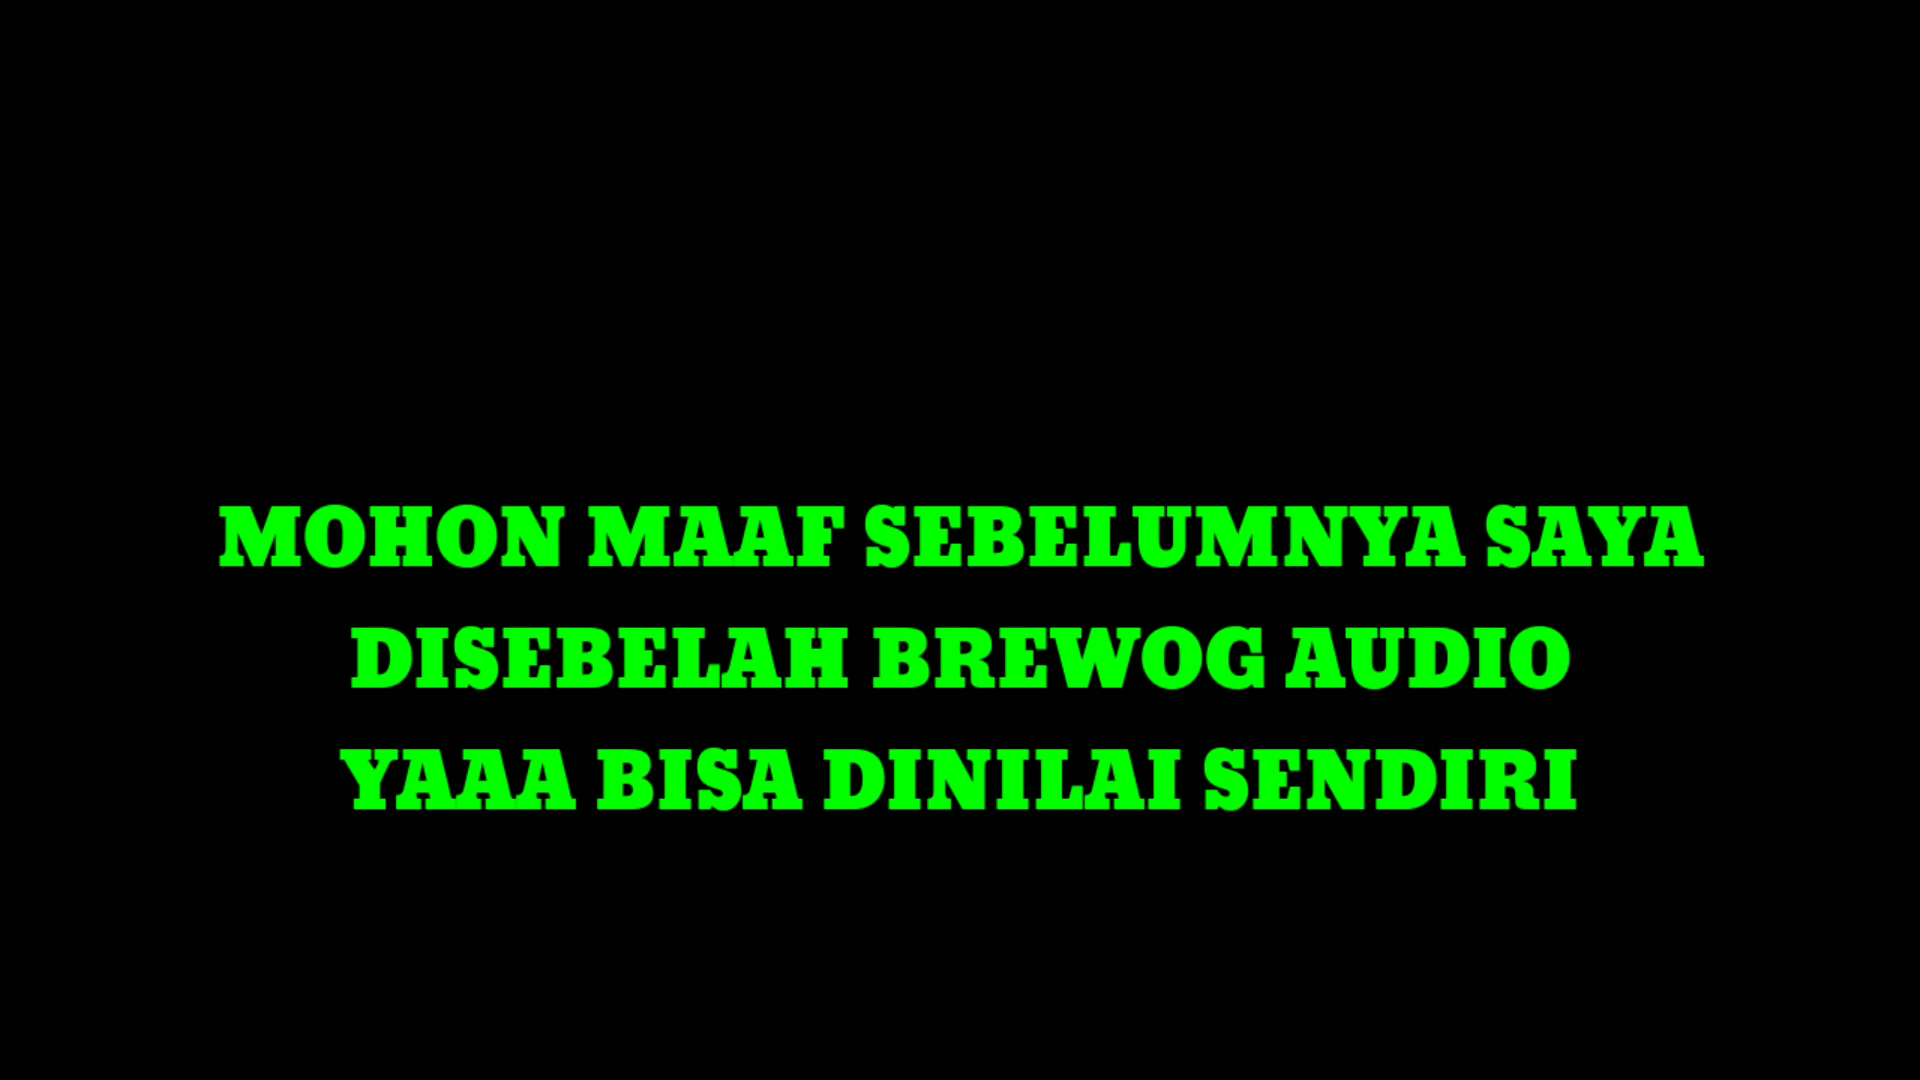 MOHON MAAF SEBELUMNYA SAYA
DISEBELAH BREWOG AUDIO
YAAA BISA DINILAI SENDIRI